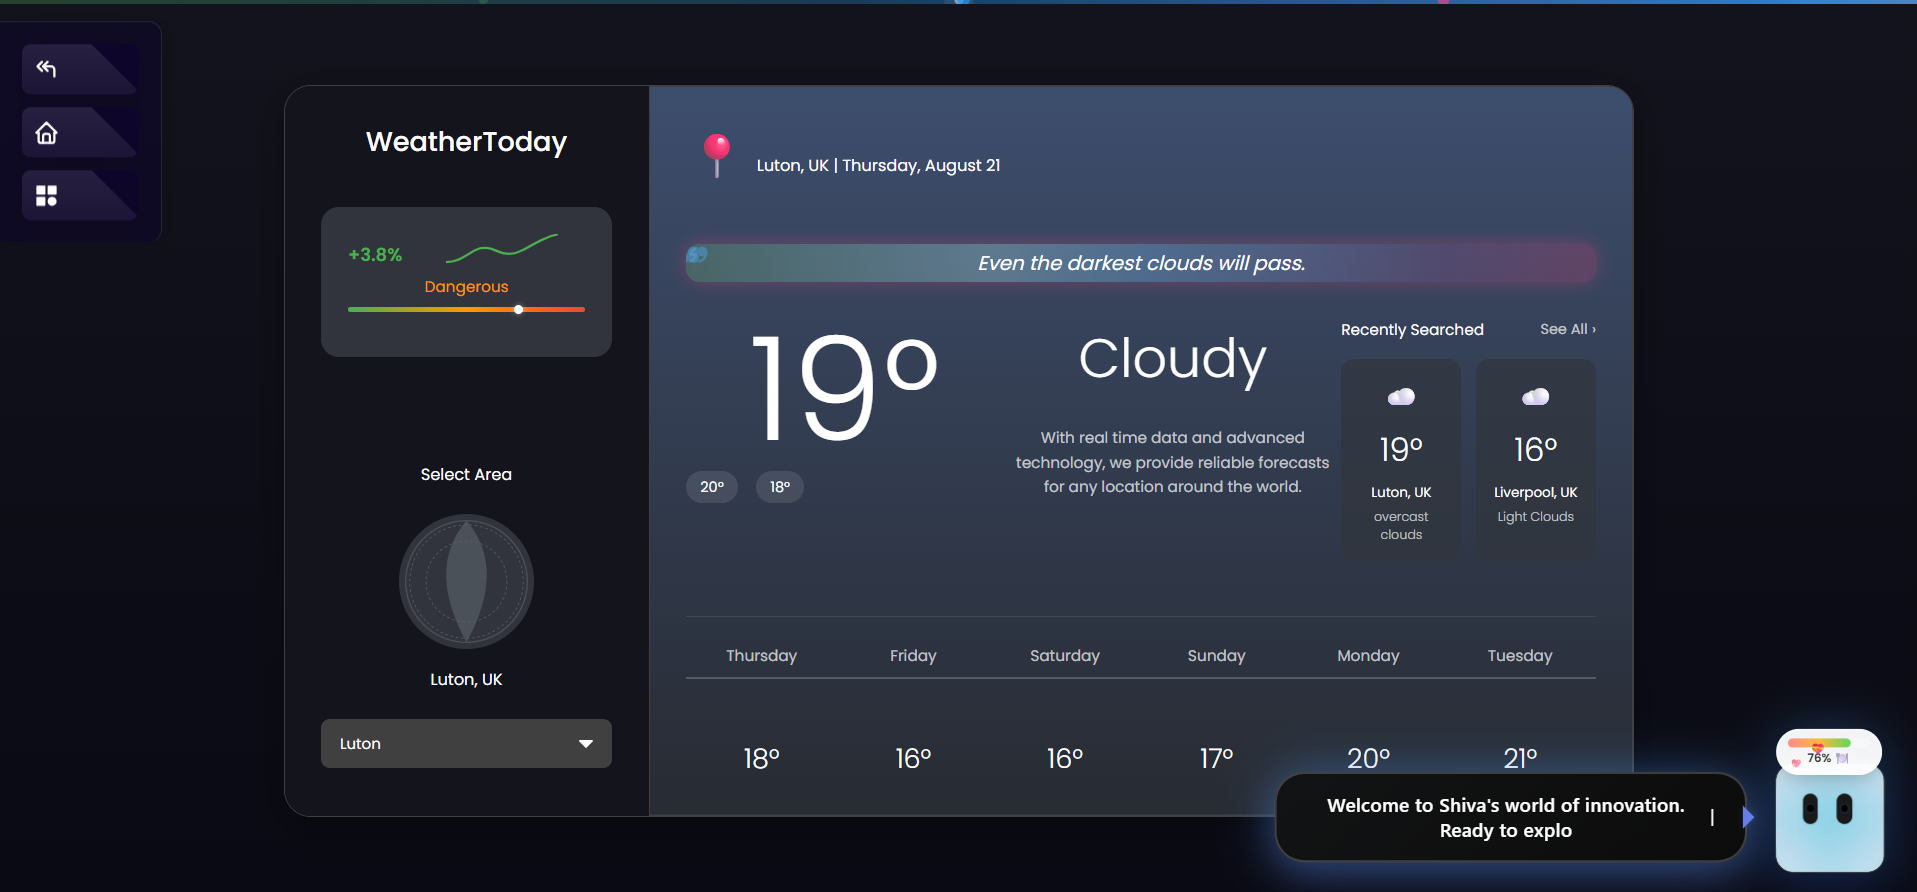 WeatherToday
+3.8%
Dangerous
Select Area
Luton, UK
Luton
Luton, UK | Thursday, August 21
Even the darkest clouds will pass.
19°
20°
18°
Cloudy
With real time data and advanced
technology, we provide reliable forecasts
for any location around the world.
Recently Searched
See All ›
19°
Luton, UK
overcast
clouds
16°
Liverpool, UK
Light Clouds
Thursday
Friday
Saturday
Sunday
Monday
Tuesday
18°
16°
16°
17°
20°
21°
76%
Welcome to Shiva's world of innovation.
Ready to explo
|